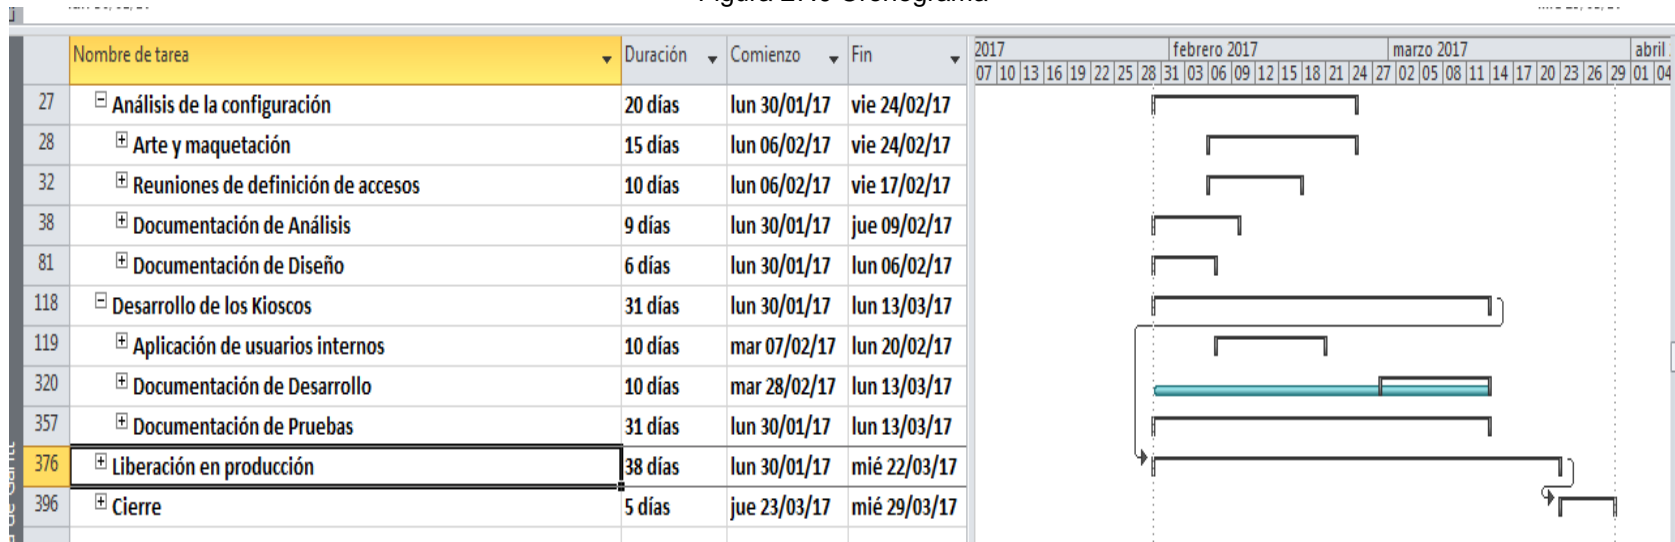 Figura 2.46 Cronograma
Nombre de tarea Duración Comienzo Fin
2017 febrero 2017 marzo 2017 abril
07 10 13 16 19 22 25 28 31 03 06 09 12 15 18 21 24 27 02 05 08 11 14 17 20 23 26 29 01 04
27 Análisis de la configuración 20 días lun 30/01/17 vie 24/02/17
28 Arte y maquetación 15 días lun 06/02/17 vie 24/02/17
32 Reuniones de definición de accesos 10 días lun 06/02/17 vie 17/02/17
38 Documentación de Análisis 9 días lun 30/01/17 jue 09/02/17
81 Documentación de Diseño 6 días lun 30/01/17 lun 06/02/17
118 Desarrollo de los Kioscos 31 días lun 30/01/17 lun 13/03/17
119 Aplicación de usuarios internos 10 días mar 07/02/17 lun 20/02/17
320 Documentación de Desarrollo 10 días mar 28/02/17 lun 13/03/17
357 Documentación de Pruebas 31 días lun 30/01/17 lun 13/03/17
376 Liberación en producción 38 días lun 30/01/17 mié 22/03/17
396 Cierre 5 días jue 23/03/17 mié 29/03/17